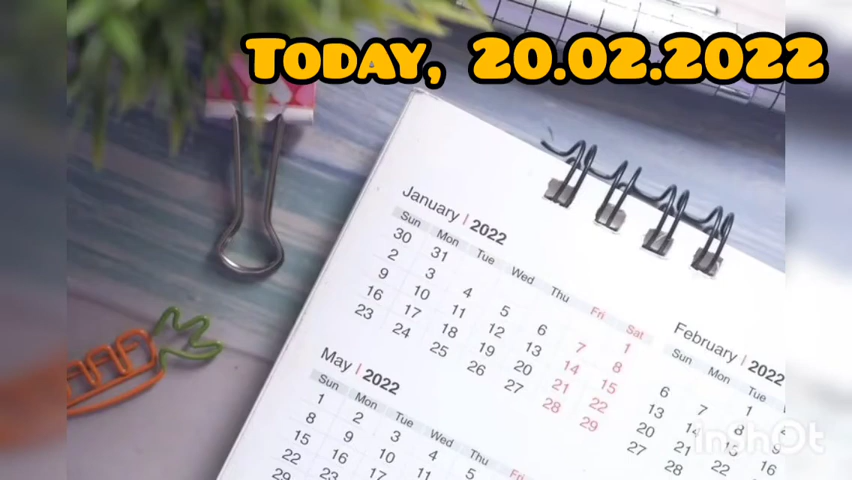 Today, 20.02.2022
January | 2022
Sun Mon Tue Wed Thu Fri Sat
30 31 1
2 3 4 5 6 7 8
9 10 11 12 13 14 15
16 17 18 19 20 21 22
23 24 25 26 27 28 29
February | 2022
Sun Mon Tue
1
6 7 8
13 14 15 16
20 21 22
27 28
May | 2022
Sun Mon Tue Wed Thu Fri
1 2 3 4 5
8 9 10 11
15 16 17
22 23
29
inshot